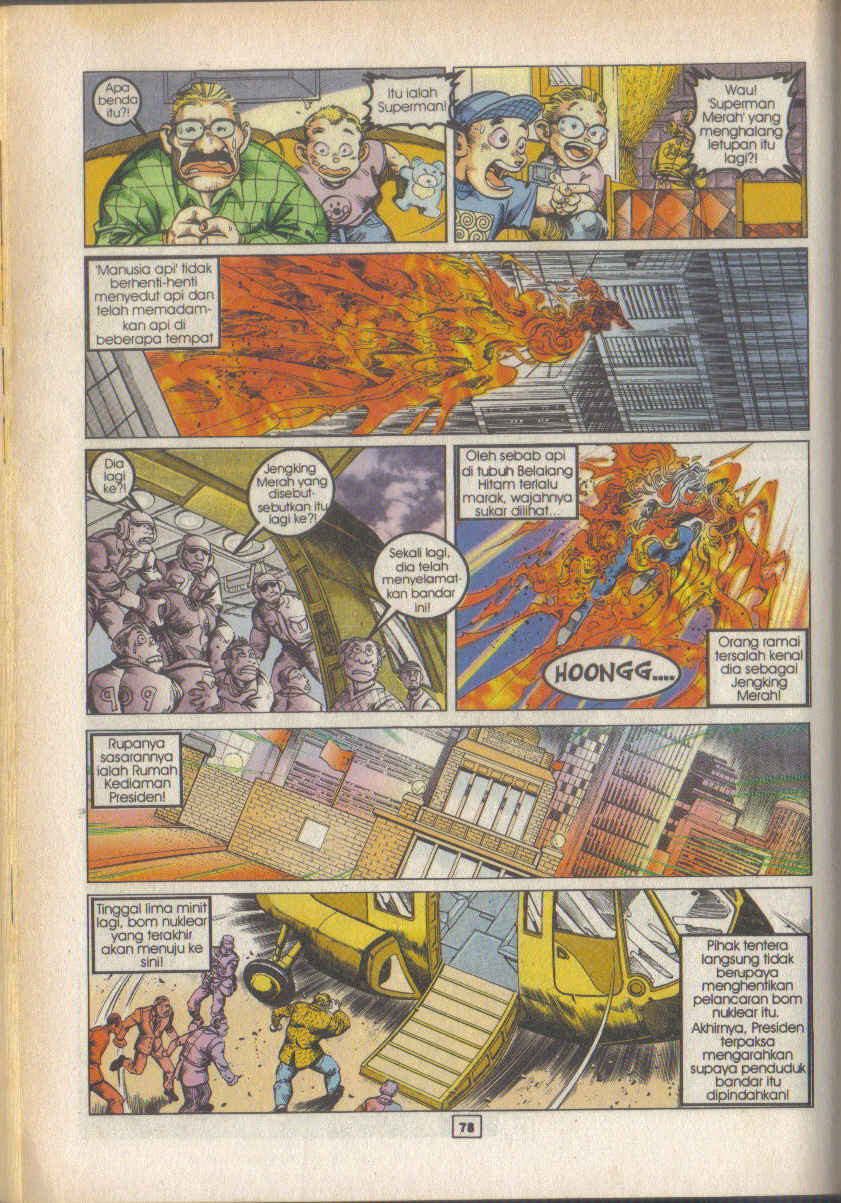 Apa
benda
itu?!
Itu ialah
Superman!
Wau!
'Superman
Merah' yang
menghalang
letupan itu
lagi?!
'Manusia api' tidak
berhenti-henti
menyedut api dan
telah memadam-
kan api di
beberapa tempat
Dia
lagi
ke?!
Jengking
Merah yang
disebut-
sebutkan itu
lagi ke?!
Sekali lagi,
dia telah
menyelamat-
kan bandar
ini!
Oleh sebab api
di tubuh Belalang
Hitam terlalu
marak, wajahnya
sukar dilihat...
HOONGG....
Orang ramai
tersalah kenal
dia sebagai
Jengking
Merah!
Rupanya
sasarannya
ialah Rumah
Kediaman
Presiden!
Tinggal lima minit
lagi, bom nuklear
yang terakhir
akan menuju ke
sini!
Pihak tentera
langsung tidak
berupaya
menghentikan
pelancaran bom
nuklear itu.
Akhirnya, Presiden
terpaksa
mengarahkan
supaya penduduk
bandar itu
dipindahkan!
909
78